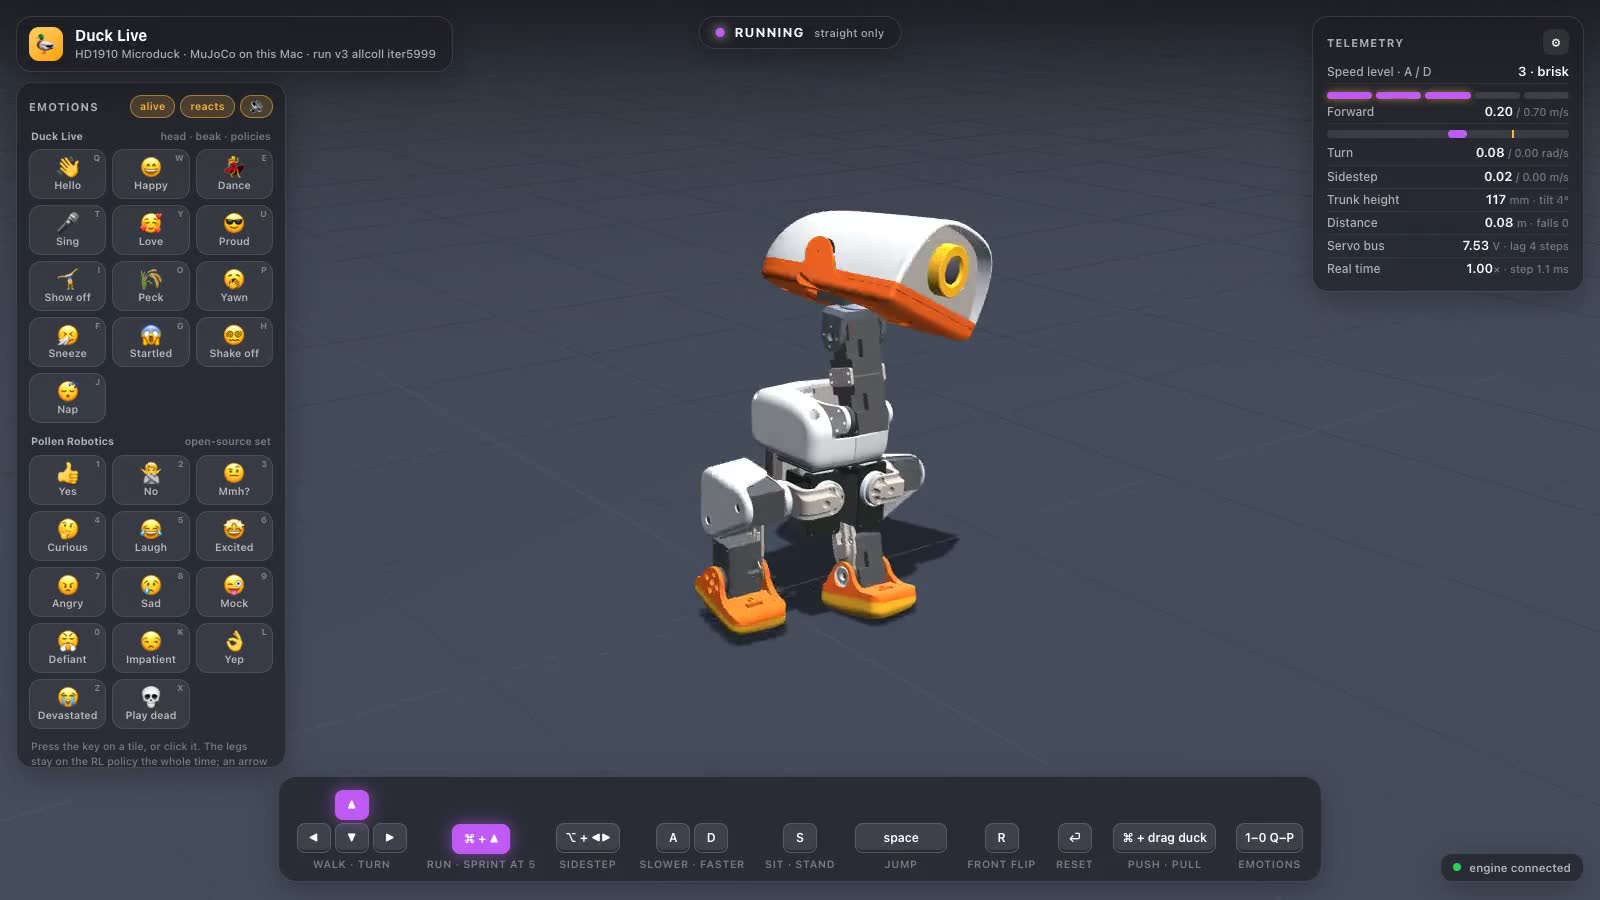 Duck Live
HD1910 Microduck · MuJoCo on this Mac · run v3 allcoll iter5999
RUNNING straight only
EMOTIONS alive reacts
Duck Live head · beak · policies
Q W E
Hello Happy Dance
T Y U
Sing Love Proud
I O P
Show off Peck Yawn
F G H
Sneeze Startled Shake off
J
Nap
Pollen Robotics open-source set
1 2 3
Yes No Mmh?
4 5 6
Curious Laugh Excited
7 8 9
Angry Sad Mock
0 K L
Defiant Impatient Yep
Z X
Devastated Play dead
Press the key on a tile, or click it. The legs
stay on the RL policy the whole time; an arrow
TELEMETRY
Speed level · A / D 3 · brisk
Forward 0.20 / 0.70 m/s
Turn 0.08 / 0.00 rad/s
Sidestep 0.02 / 0.00 m/s
Trunk height 117 mm · tilt 4°
Distance 0.08 m · falls 0
Servo bus 7.53 V · lag 4 steps
Real time 1.00× · step 1.1 ms
▲
◀ ▼ ▶ ⌘ + ▲ ⌥ + ◀▶ A D S space R ↵ ⌘ + drag duck 1–0 Q–P
WALK · TURN RUN · SPRINT AT 5 SIDESTEP SLOWER · FASTER SIT · STAND JUMP FRONT FLIP RESET PUSH · PULL EMOTIONS
engine connected